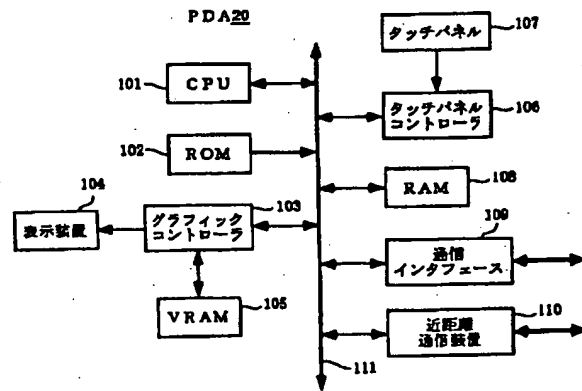 PDA20
タッチパネル
107
101
CPU
タッチパネル
コントローラ
106
102
ROM
RAM
108
104
表示装置
グラフィック
コントローラ
103
109
通信
インタフェース
VRAM
105
近距離
通信装置
110
111